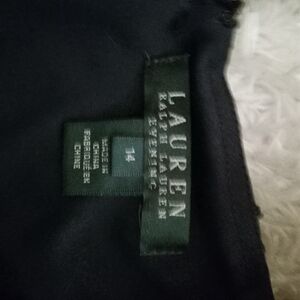 LAUREN
RALPH LAUREN
EVENING
14
MADE IN
CHINA
FABRIQUÉ EN
CHINE